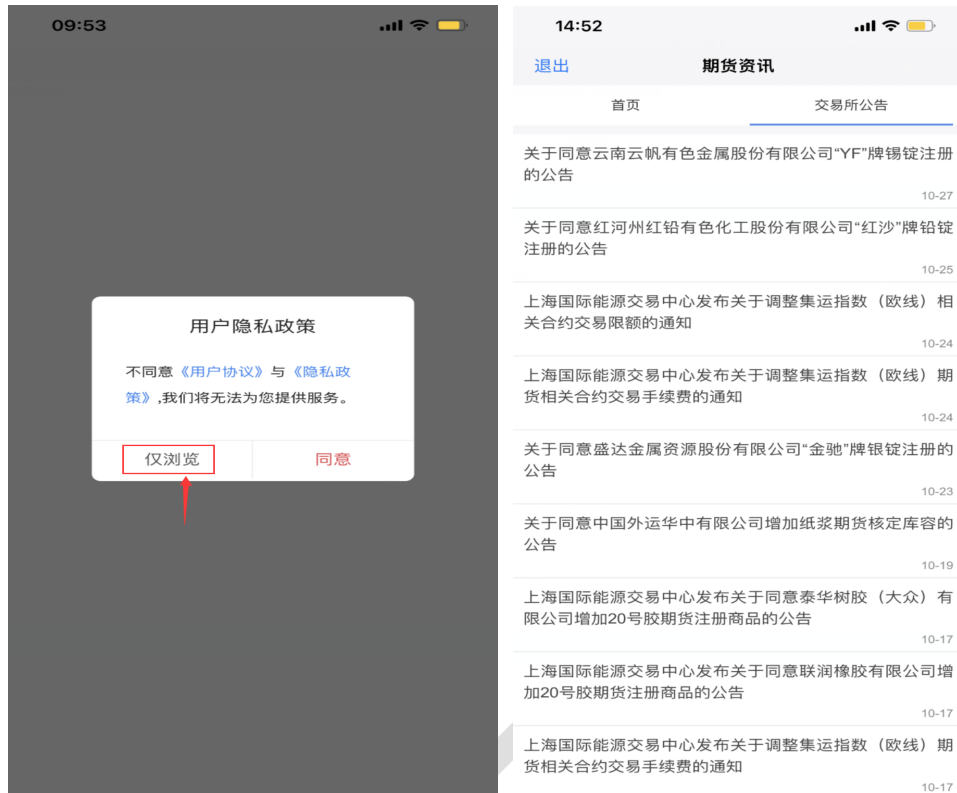 09:53
用户隐私政策
不同意《用户协议》与《隐私政
策》,我们将无法为您提供服务。
仅浏览
同意
14:52
退出
期货资讯
首页
交易所公告
关于同意云南云帆有色金属股份有限公司“YF”牌锡锭注册
的公告
10-27
关于同意红河州红铅有色化工股份有限公司“红沙”牌铅锭
注册的公告
10-25
上海国际能源交易中心发布关于调整集运指数（欧线）相
关合约交易限额的通知
10-24
上海国际能源交易中心发布关于调整集运指数（欧线）期
货相关合约交易手续费的通知
10-24
关于同意盛达金属资源股份有限公司“金驰”牌银锭注册的
公告
10-23
关于同意中国外运华中有限公司增加纸浆期货核定库容的
公告
10-19
上海国际能源交易中心发布关于同意泰华树胶（大众）有
限公司增加20号胶期货注册商品的公告
10-17
上海国际能源交易中心发布关于同意联润橡胶有限公司增
加20号胶期货注册商品的公告
10-17
上海国际能源交易中心发布关于调整集运指数（欧线）期
货相关合约交易手续费的通知
10-17